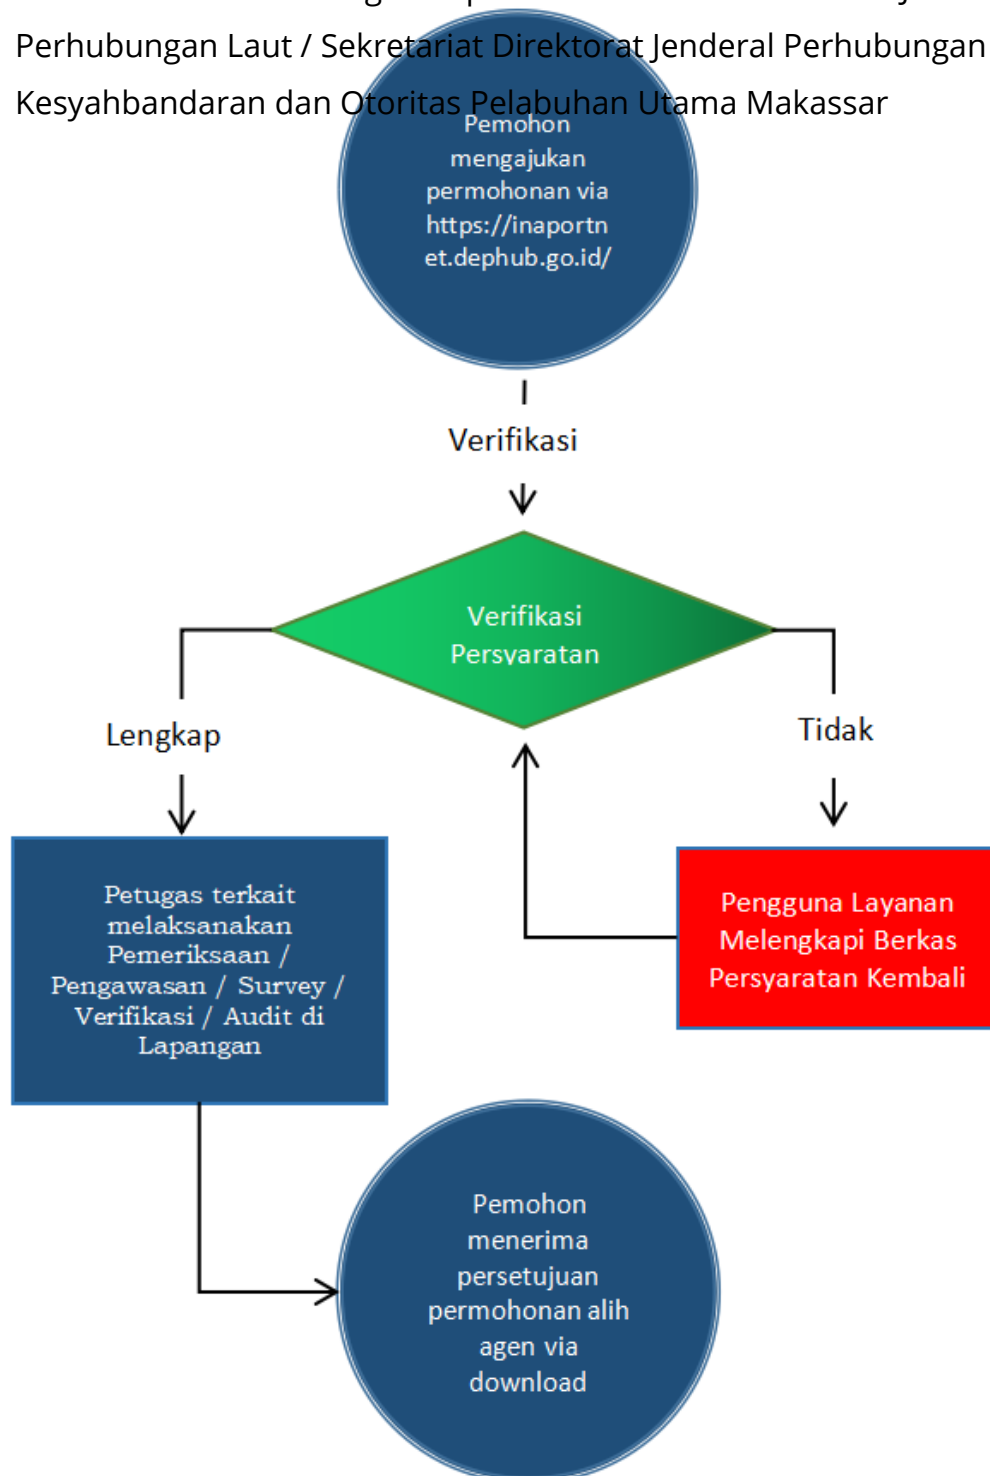 Perhubungan Laut / Sekretariat Direktorat Jenderal Perhubungan
Kesyahbandaran dan Otoritas Pelabuhan Utama Makassar
Pemohon
mengajukan
permohonan via
https://inaportn
et.dephub.go.id/
Verifikasi
Verifikasi
Persyaratan
Lengkap
Tidak
Petugas terkait
melaksanakan
Pemeriksaan /
Pengawasan / Survey /
Verifikasi / Audit di
Lapangan
Pengguna Layanan
Melengkapi Berkas
Persyaratan Kembali
Pemohon
menerima
persetujuan
permohonan alih
agen via
download